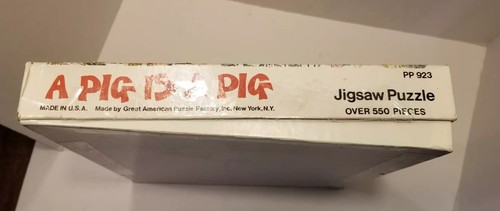 PP 923
A PIG IS A PIG
Jigsaw Puzzle
MADE IN U.S.A. Made by Great American Puzzle Factory, Inc. New York, N.Y.
OVER 550 PIECES